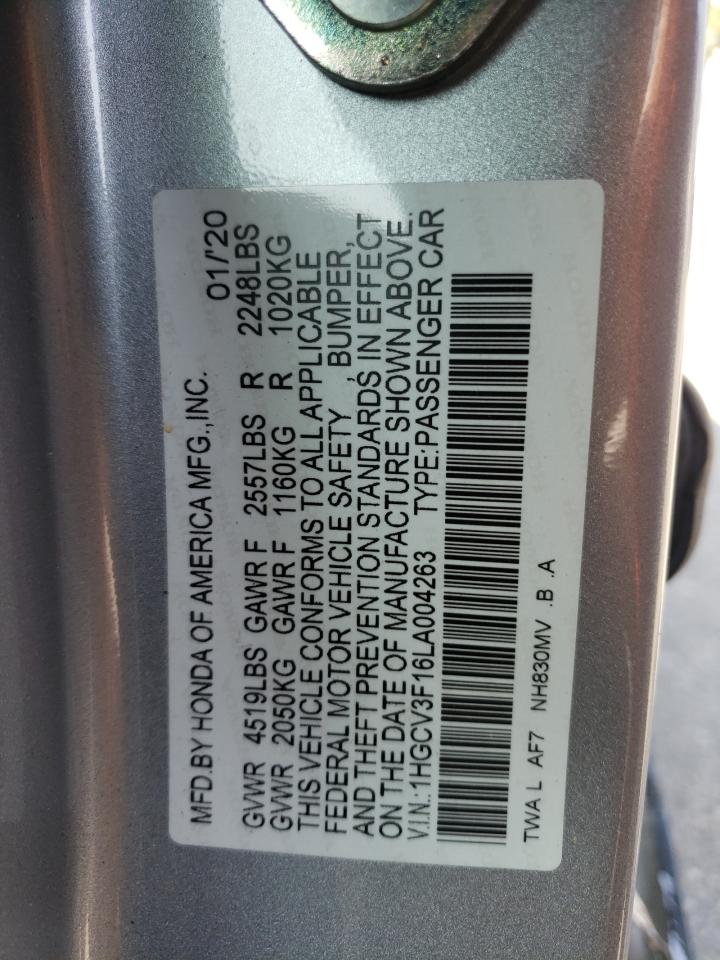 MFD.BY HONDA OF AMERICA MFG.,INC. 01/'20
GVWR 4519LBS GAWR F 2557LBS R 2248LBS
GVWR 2050KG GAWR F 1160KG R 1020KG
THIS VEHICLE CONFORMS TO ALL APPLICABLE
FEDERAL MOTOR VEHICLE SAFETY , BUMPER,
AND THEFT PREVENTION STANDARDS IN EFFECT
ON THE DATE OF MANUFACTURE SHOWN ABOVE.
V.I.N.:1HGCV3F16LA004263 TYPE:PASSENGER CAR
TWA L AF7 NH830MV .B .A